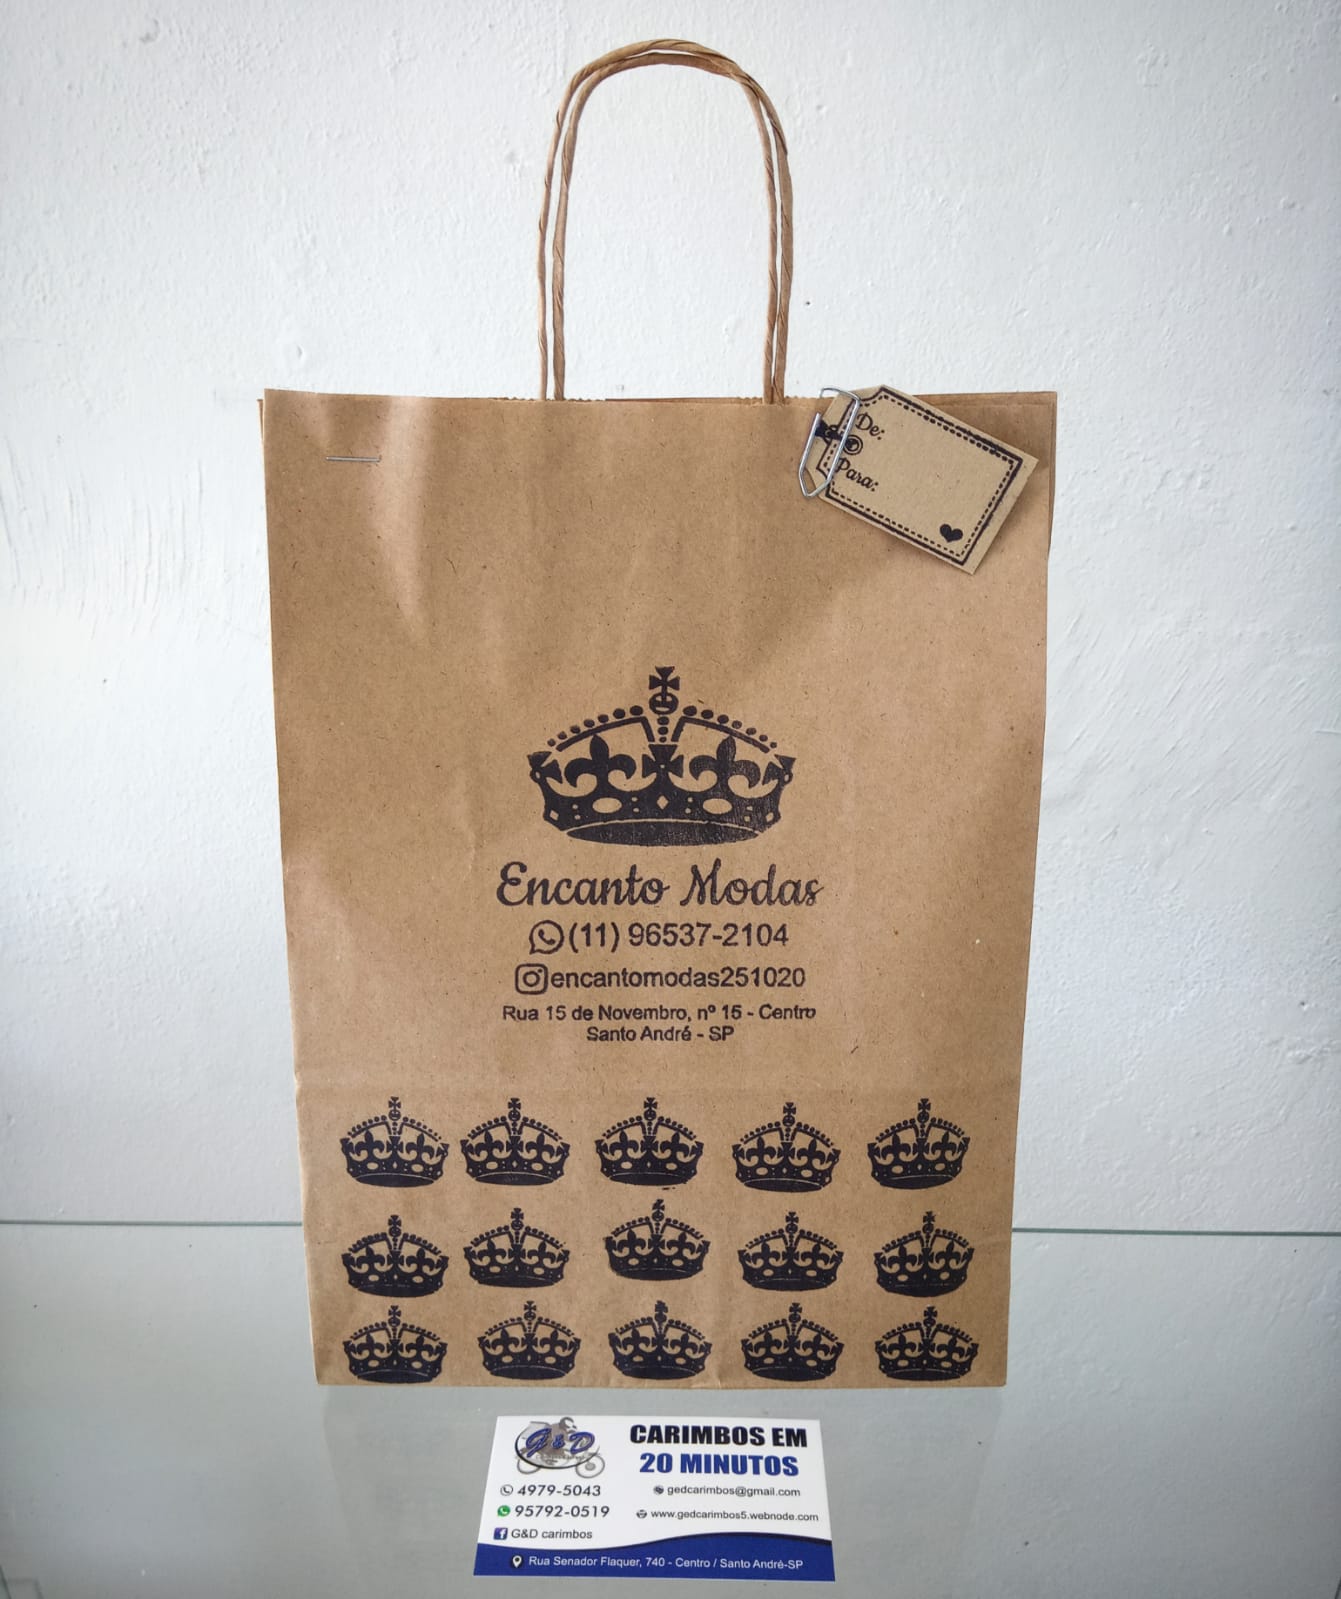 De:
Para:
Encanto Modas
(11) 96537-2104
encantomodas251020
Rua 15 de Novembro, nº 15 - Centro
Santo André - SP
G&D
CARIMBOS EM
20 MINUTOS
4979-5043
gedcarimbos@gmail.com
95792-0519
www.gedcarimbos5.webnode.com
G&D carimbos
Rua Senador Flaquer, 740 - Centro / Santo André-SP